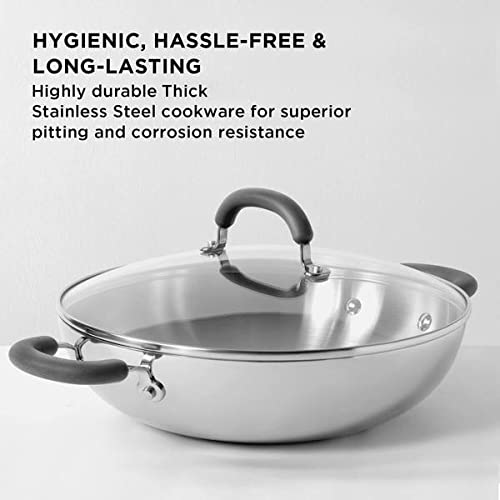 HYGIENIC, HASSLE-FREE &
LONG-LASTING
Highly durable Thick
Stainless Steel cookware for superior
pitting and corrosion resistance